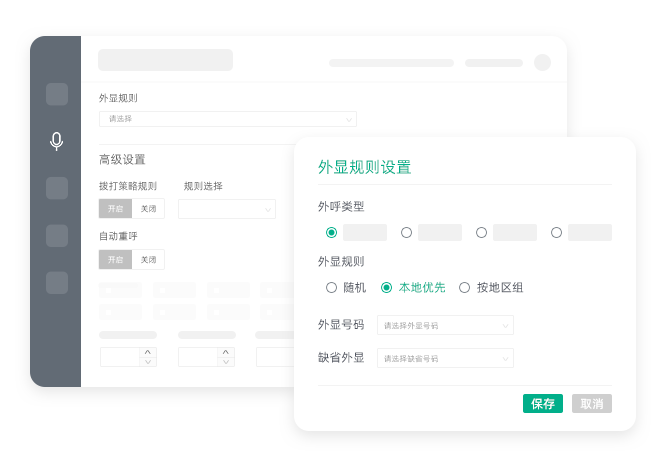 外显规则
请选择
高级设置
拨打策略规则 规则选择
开启 关闭
自动重呼
开启 关闭
外显规则设置
外呼类型
外显规则
随机 本地优先 按地区组
外显号码 请选择外显号码
缺省外显 请选择缺省号码
保存 取消